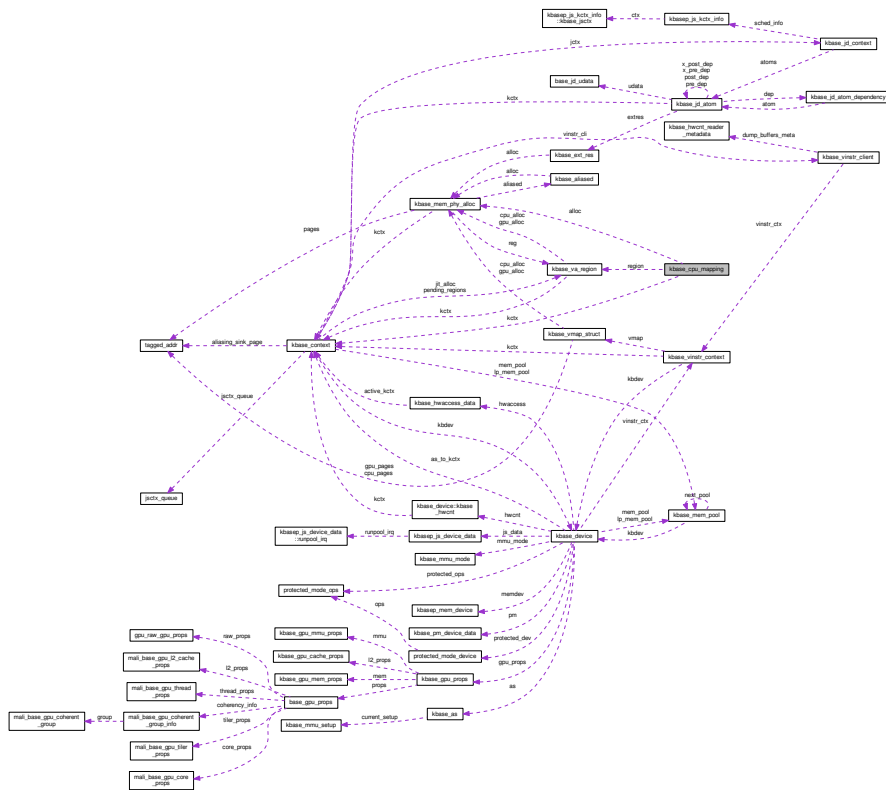 kbasep_js_kctx_info
::kbase_jsctx
ctx
kbasep_js_kctx_info
sched_info
jctx
kbase_jd_context
atoms
x_post_dep
x_pre_dep
post_dep
pre_dep
base_jd_udata
udata
kctx
kbase_jd_atom
dep
atom
kbase_jd_atom_dependency
extres
kbase_hwcnt_reader
_metadata
dump_buffers_meta
vinstr_cli
kbase_vinstr_client
alloc
kbase_ext_res
alloc
aliased
kbase_aliased
kbase_mem_phy_alloc
vinstr_ctx
pages
kctx
cpu_alloc
gpu_alloc
alloc
reg
cpu_alloc
gpu_alloc
kbase_va_region
region
kbase_cpu_mapping
jit_alloc
pending_regions
kctx
kctx
kbase_vmap_struct
vmap
tagged_addr
aliasing_sink_page
kbase_context
kctx
kbase_vinstr_context
mem_pool
lp_mem_pool
kbdev
active_kctx
kbase_hwaccess_data
hwaccess
jsctx_queue
kbdev
vinstr_ctx
as_to_kctx
gpu_pages
cpu_pages
jsctx_queue
kctx
kbase_device::kbase
_hwcnt
hwcnt
next_pool
kbase_mem_pool
mem_pool
lp_mem_pool
kbdev
kbasep_js_device_data
::runpool_irq
runpool_irq
kbasep_js_device_data
js_data
mmu_mode
kbase_device
kbase_mmu_mode
protected_ops
protected_mode_ops
memdev
ops
kbasep_mem_device
pm
kbase_pm_device_data
protected_dev
protected_mode_device
gpu_props
gpu_raw_gpu_props
raw_props
kbase_gpu_mmu_props
mmu
mali_base_gpu_l2_cache
_props
l2_props
kbase_gpu_cache_props
l2_props
kbase_gpu_mem_props
mem
props
kbase_gpu_props
as
mali_base_gpu_thread
_props
thread_props
base_gpu_props
mali_base_gpu_coherent
_group
group
mali_base_gpu_coherent
_group_info
coherency_info
tiler_props
kbase_mmu_setup
current_setup
kbase_as
mali_base_gpu_tiler
_props
core_props
mali_base_gpu_core
_props